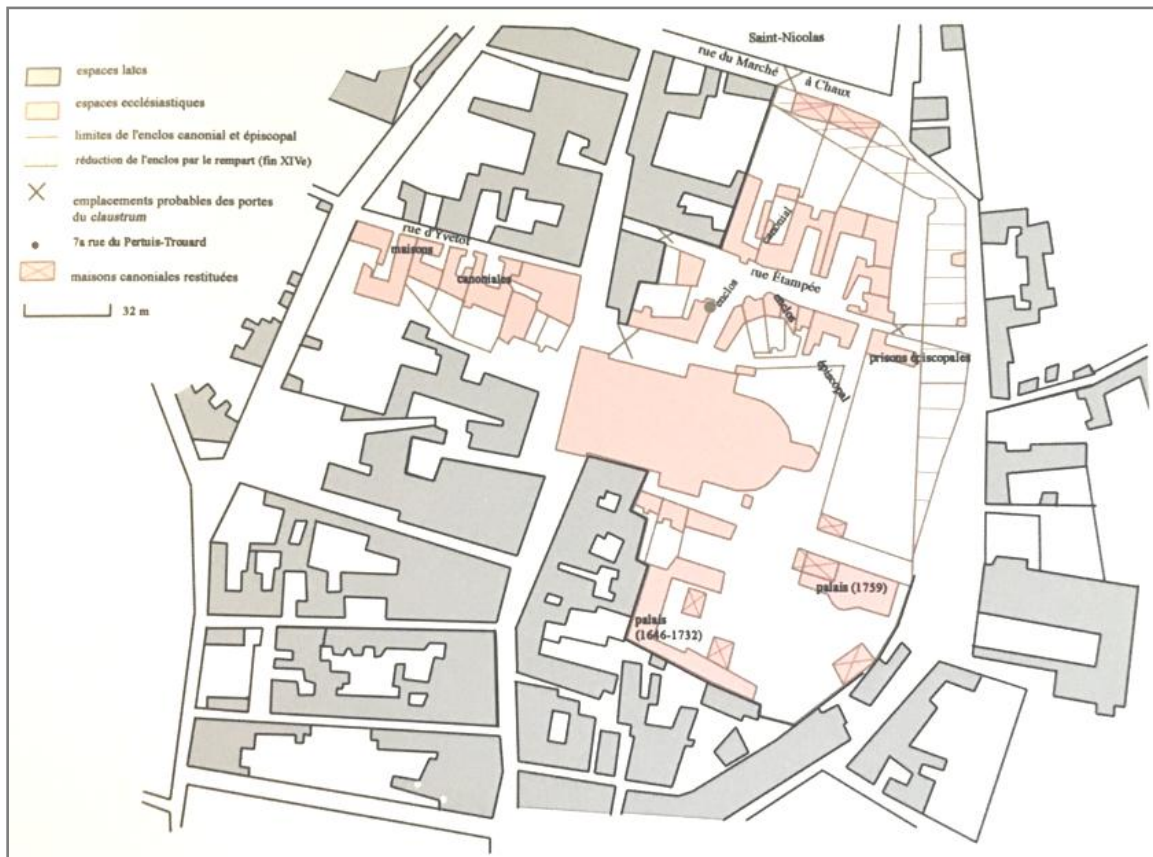 espaces laïcs
espaces ecclésiastiques
limites de l'enclos canonial et épiscopal
réduction de l'enclos par le rempart (fin XIVe)
emplacements probables des portes
du claustrum
7a rue du Pertuis-Trouard
maisons canoniales restituées
32 m
Saint-Nicolas
rue du Marché
à Chaux
rue d'Yvetot
maisons
canoniales
canonial
enclos
rue Étampée
enclos
épiscopal
prisons épiscopales
palais (1759)
palais
(1646-1732)